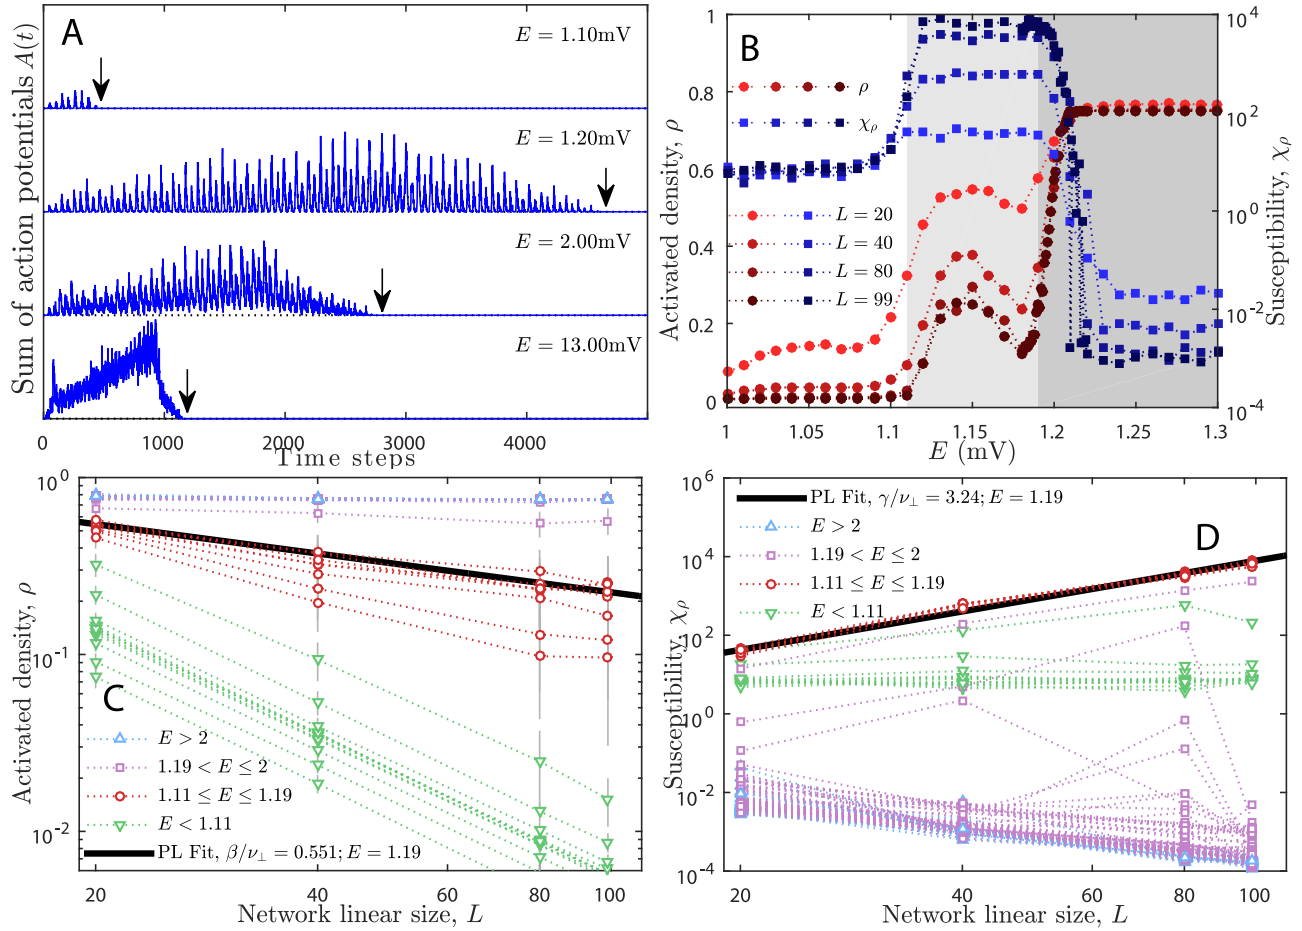 A
Sum of action potentials A(t)
E = 1.10mV
E = 1.20mV
E = 2.00mV
E = 13.00mV
0 1000 2000 3000 4000
Time steps
B
Activated density, ρ
1
0.8
0.6
0.4
0.2
0
ρ
χρ
L = 20
L = 40
L = 80
L = 99
10^4
10^2
10^0
10^-2
10^-4
Susceptibility, χρ
1 1.05 1.1 1.15 1.2 1.25 1.3
E (mV)
C
Activated density, ρ
10^0
10^-1
10^-2
E > 2
1.19 < E ≤ 2
1.11 ≤ E ≤ 1.19
E < 1.11
PL Fit, β/ν⊥ = 0.551; E = 1.19
20 40 60 80 100
Network linear size, L
D
Susceptibility, χρ
10^6
10^4
10^2
10^0
10^-2
10^-4
PL Fit, γ/ν⊥ = 3.24; E = 1.19
E > 2
1.19 < E ≤ 2
1.11 ≤ E ≤ 1.19
E < 1.11
20 40 60 80 100
Network linear size, L